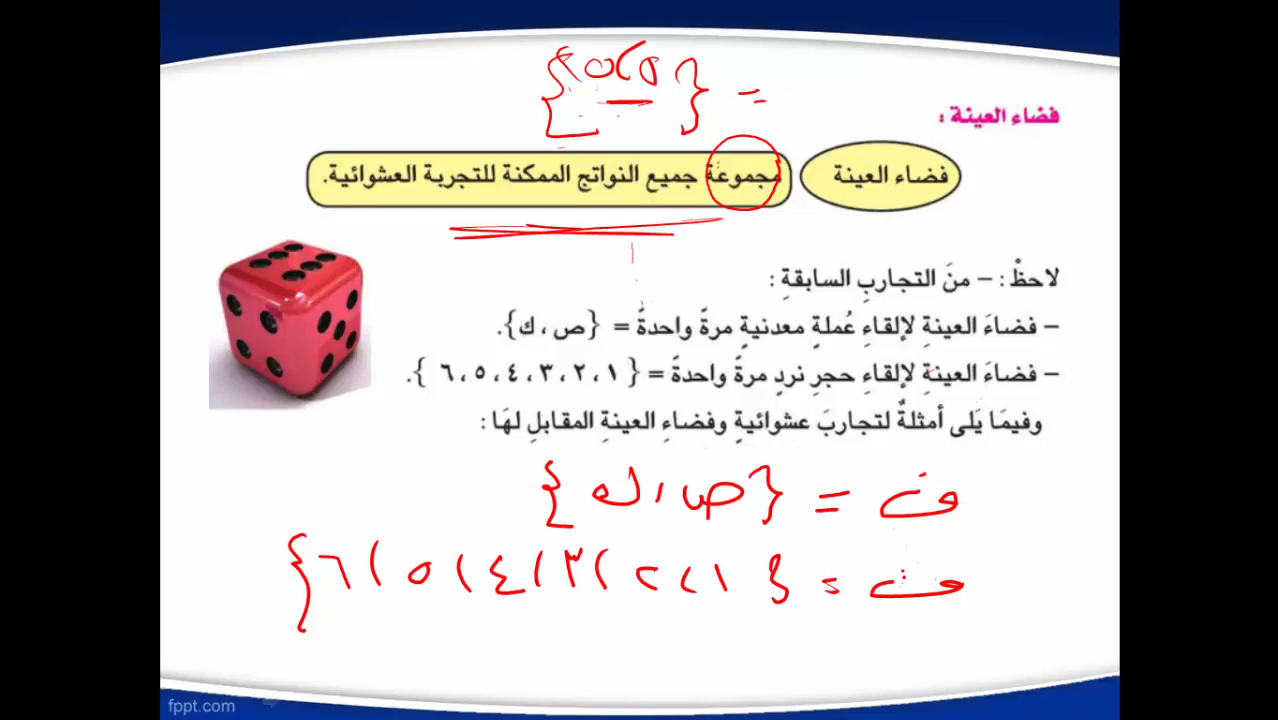 فضاء العينة :
فضاء العينة
مجموعة جميع النواتج الممكنة للتجربة العشوائية.
لاحظْ : – منَ التجاربِ السابقةِ :
– فضاءَ العينةِ لإلقاءِ عُملةٍ معدنيةٍ مرةً واحدةً = {ص ، ك}.
– فضاءَ العينةِ لإلقاءِ حجرِ نردٍ مرةً واحدةً = { ١ ، ٢ ، ٣ ، ٤ ، ٥ ، ٦ }.
وفيمَا يَلى أمثلةٌ لتجاربَ عشوائيةٍ وفضاءِ العينةِ المقابلِ لهَا :
ف = {ص ، ك}
ف = { ١ ، ٢ ، ٣ ، ٤ ، ٥ ، ٦ }
fppt.com